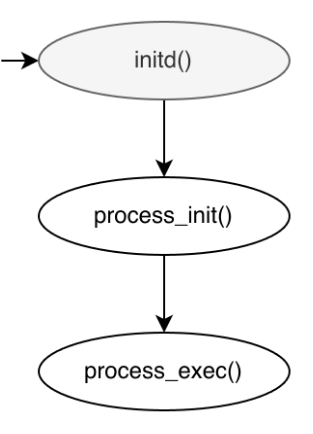 initd()
process_init()
process_exec()